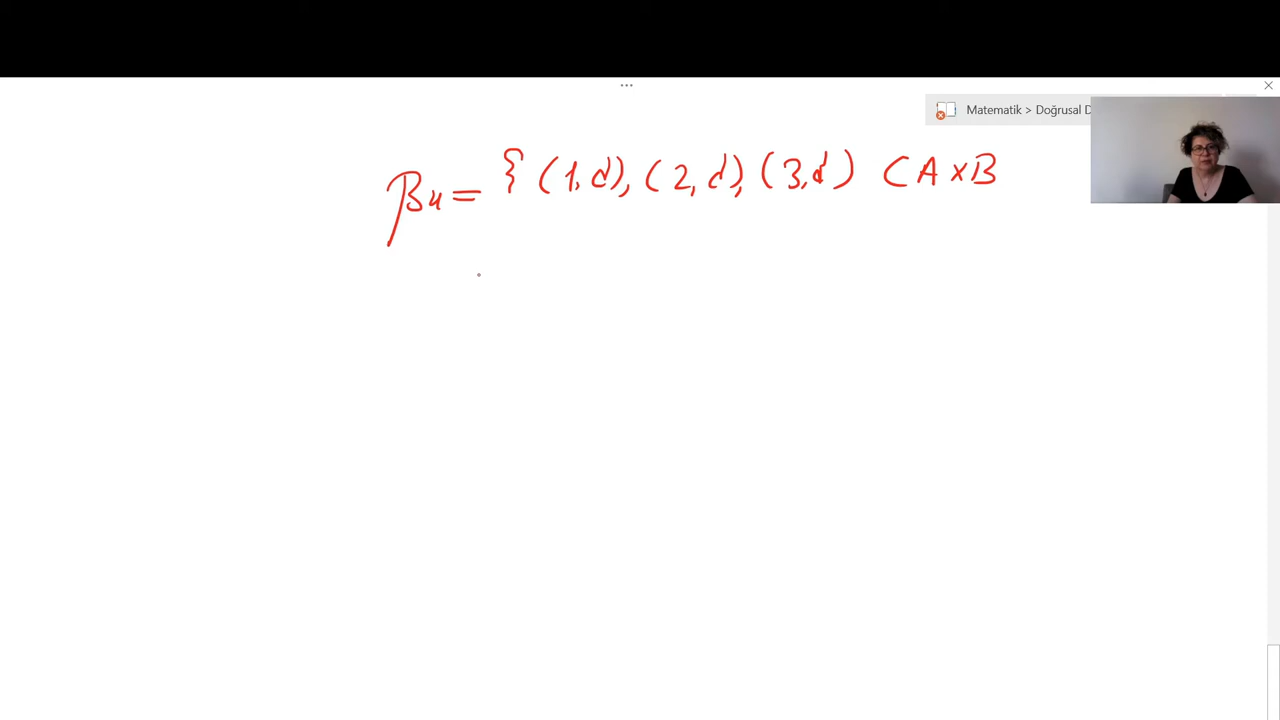 Matematik > Doğrusal D
β4 = { (1,d), (2,d), (3,d) ⊂ A×B